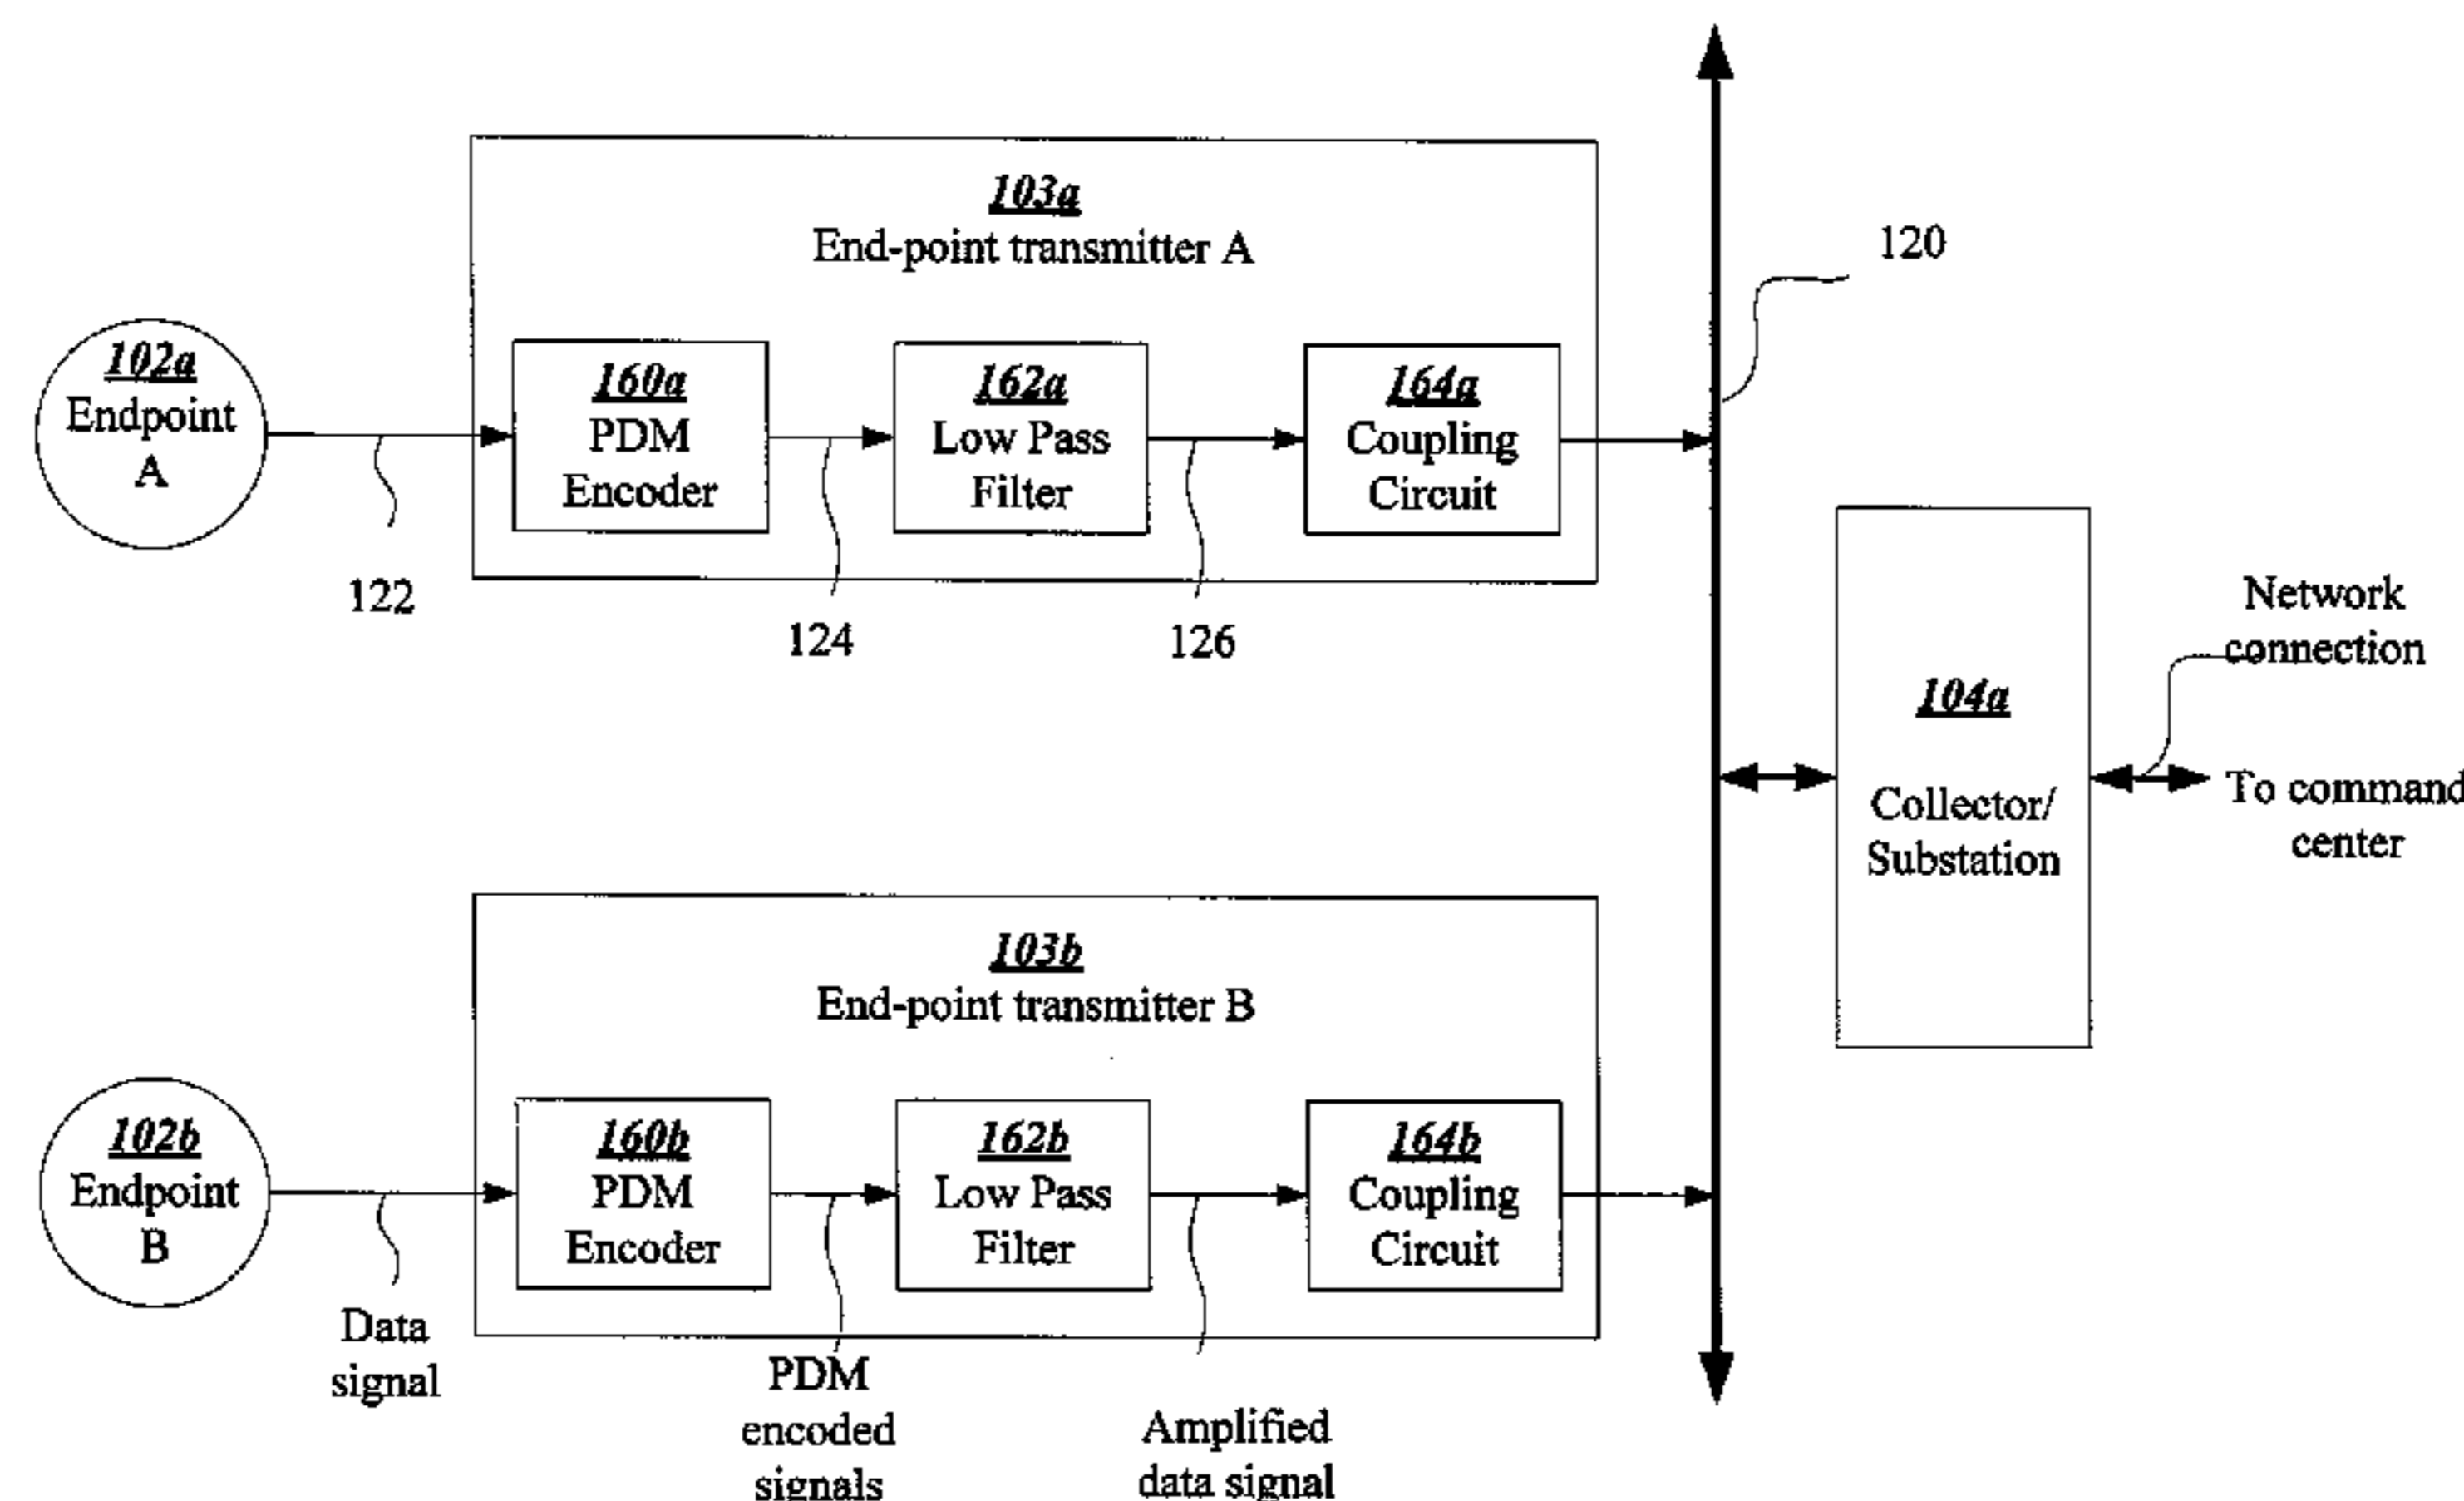 103a
End-point transmitter A
120
102a
Endpoint
A
160a
PDM
Encoder
162a
Low Pass
Filter
164a
Coupling
Circuit
122
124
126
Network
connection
104a
Collector/
Substation
To command
center
103b
End-point transmitter B
102b
Endpoint
B
160b
PDM
Encoder
162b
Low Pass
Filter
164b
Coupling
Circuit
Data
signal
PDM
encoded
signals
Amplified
data signal